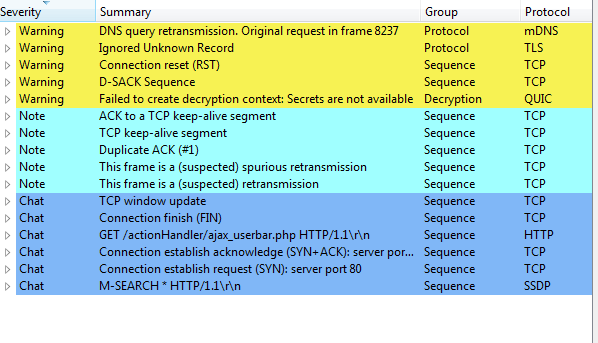 Severity Summary Group Protocol
Warning DNS query retransmission. Original request in frame 8237 Protocol mDNS
Warning Ignored Unknown Record Protocol TLS
Warning Connection reset (RST) Sequence TCP
Warning D-SACK Sequence Sequence TCP
Warning Failed to create decryption context: Secrets are not available Decryption QUIC
Note ACK to a TCP keep-alive segment Sequence TCP
Note TCP keep-alive segment Sequence TCP
Note Duplicate ACK (#1) Sequence TCP
Note This frame is a (suspected) spurious retransmission Sequence TCP
Note This frame is a (suspected) retransmission Sequence TCP
Chat TCP window update Sequence TCP
Chat Connection finish (FIN) Sequence TCP
Chat GET /actionHandler/ajax_userbar.php HTTP/1.1\r\n Sequence HTTP
Chat Connection establish acknowledge (SYN+ACK): server por... Sequence TCP
Chat Connection establish request (SYN): server port 80 Sequence TCP
Chat M-SEARCH * HTTP/1.1\r\n Sequence SSDP